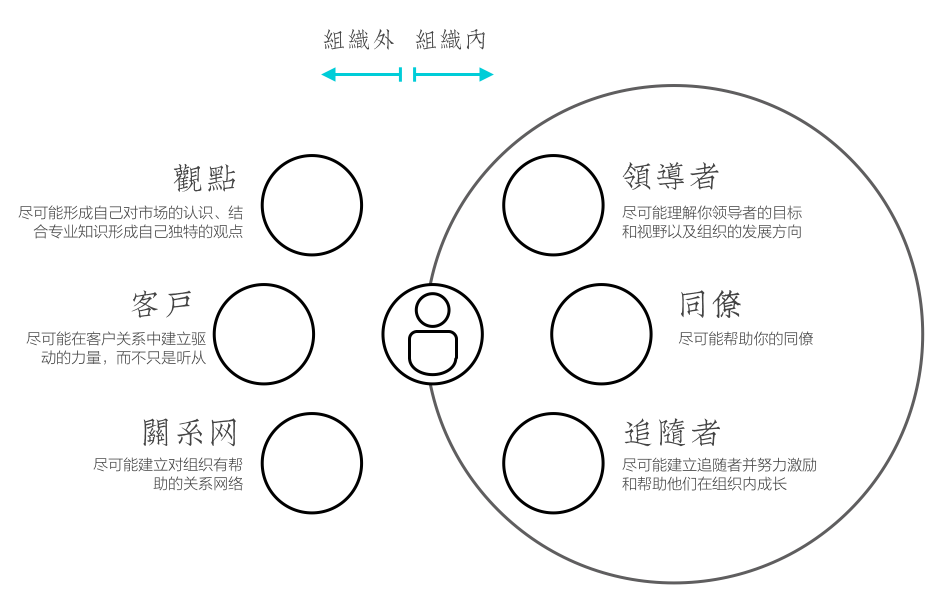 組織外 組織內
觀點
尽可能形成自己对市场的认识、结
合专业知识形成自己独特的观点
領導者
尽可能理解你领导者的目标
和视野以及组织的发展方向
客戶
尽可能在客户关系中建立驱
动的力量，而不只是听从
同僚
尽可能帮助你的同僚
關系网
尽可能建立对组织有帮
助的关系网络
追隨者
尽可能建立追随者并努力激励
和帮助他们在组织内成长